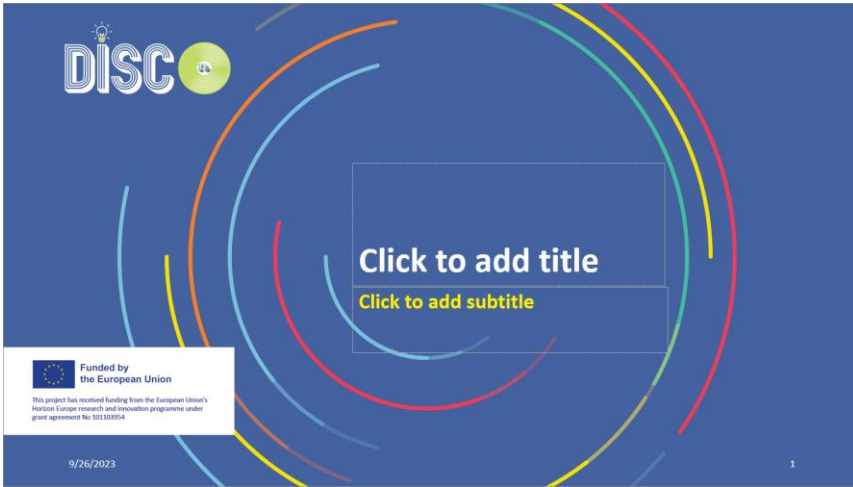 DISCO
Click to add title
Click to add subtitle
Funded by
the European Union
This project has received funding from the European Union's
Horizon Europe research and innovation programme under
grant agreement No 101103954
9/26/2023
1